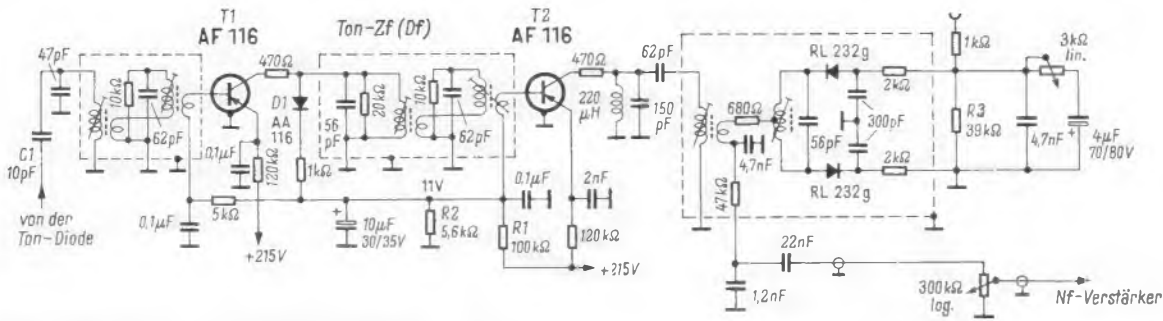 T1
AF 116
Ton-Zf (Df)
T2
AF 116
47pF
10kΩ
62pF
C1
10pF
von der
Ton-Diode
0,1µF
5kΩ
0,1µF
120kΩ
+215V
470Ω
D1
AA
116
1kΩ
56
pF
20kΩ
10kΩ
62pF
11V
10µF
30/35V
R2
5,6kΩ
R1
100kΩ
0,1µF
2nF
120kΩ
+215V
470Ω
220
µH
150
pF
62pF
680Ω
4,7nF
47kΩ
RL 232g
56pF
300pF
RL 232g
2kΩ
2kΩ
1kΩ
R3
39kΩ
3kΩ
lin.
4,7nF
4µF
70/80V
22nF
1,2nF
300kΩ
log.
Nf-Verstärker